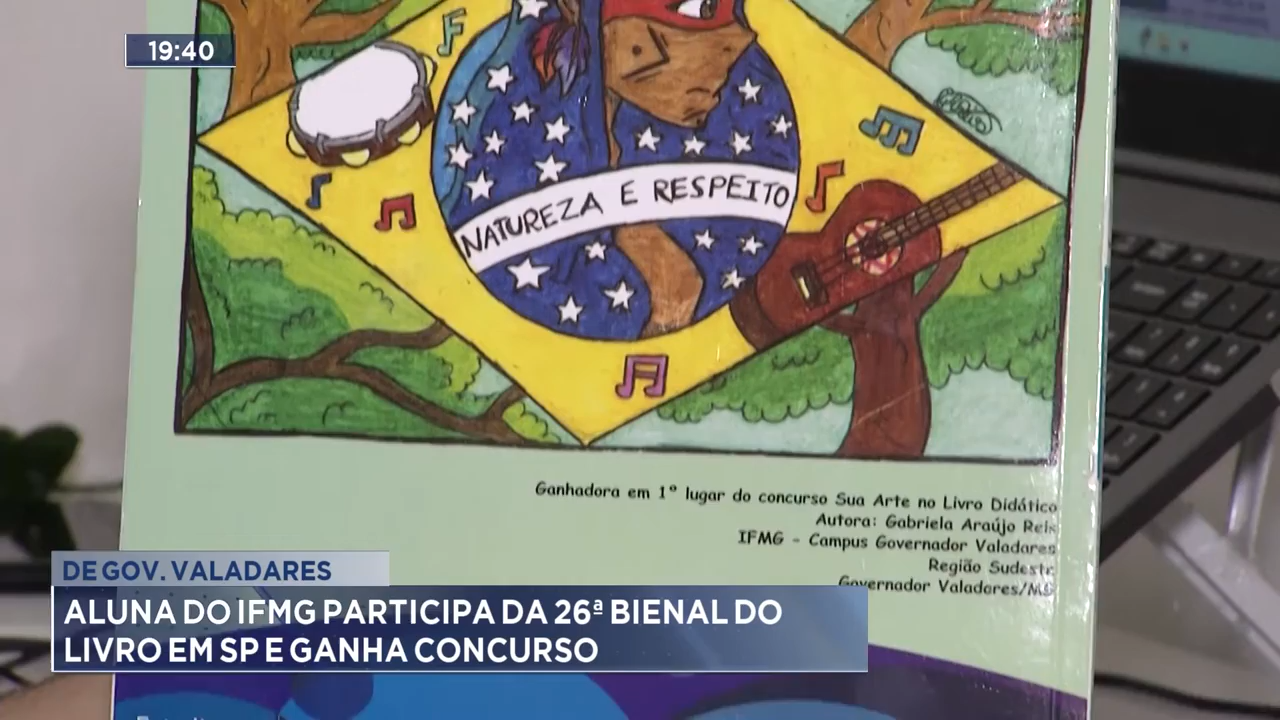 19:40
NATUREZA E RESPEITO
Ganhadora em 1º lugar do concurso Sua Arte no Livro Didático
Autora: Gabriela Araújo Reis
IFMG - Campus Governador Valadares
Região Sudeste
Governador Valadares/MG
DE GOV. VALADARES
ALUNA DO IFMG PARTICIPA DA 26ª BIENAL DO
LIVRO EM SP E GANHA CONCURSO